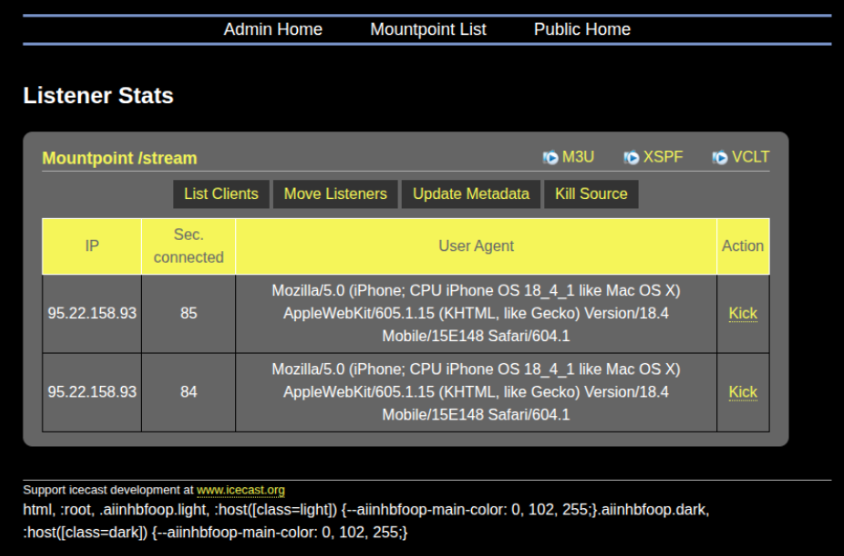 Admin Home Mountpoint List Public Home
Listener Stats
Mountpoint /stream M3U XSPF VCLT
List Clients Move Listeners Update Metadata Kill Source
IP Sec. connected User Agent Action
95.22.158.93 85 Mozilla/5.0 (iPhone; CPU iPhone OS 18_4_1 like Mac OS X)
AppleWebKit/605.1.15 (KHTML, like Gecko) Version/18.4
Mobile/15E148 Safari/604.1 Kick
95.22.158.93 84 Mozilla/5.0 (iPhone; CPU iPhone OS 18_4_1 like Mac OS X)
AppleWebKit/605.1.15 (KHTML, like Gecko) Version/18.4
Mobile/15E148 Safari/604.1 Kick
Support icecast development at www.icecast.org
html, :root, .aiinhbfoop.light, :host([class=light]) {--aiinhbfoop-main-color: 0, 102, 255;}.aiinhbfoop.dark,
:host([class=dark]) {--aiinhbfoop-main-color: 0, 102, 255;}